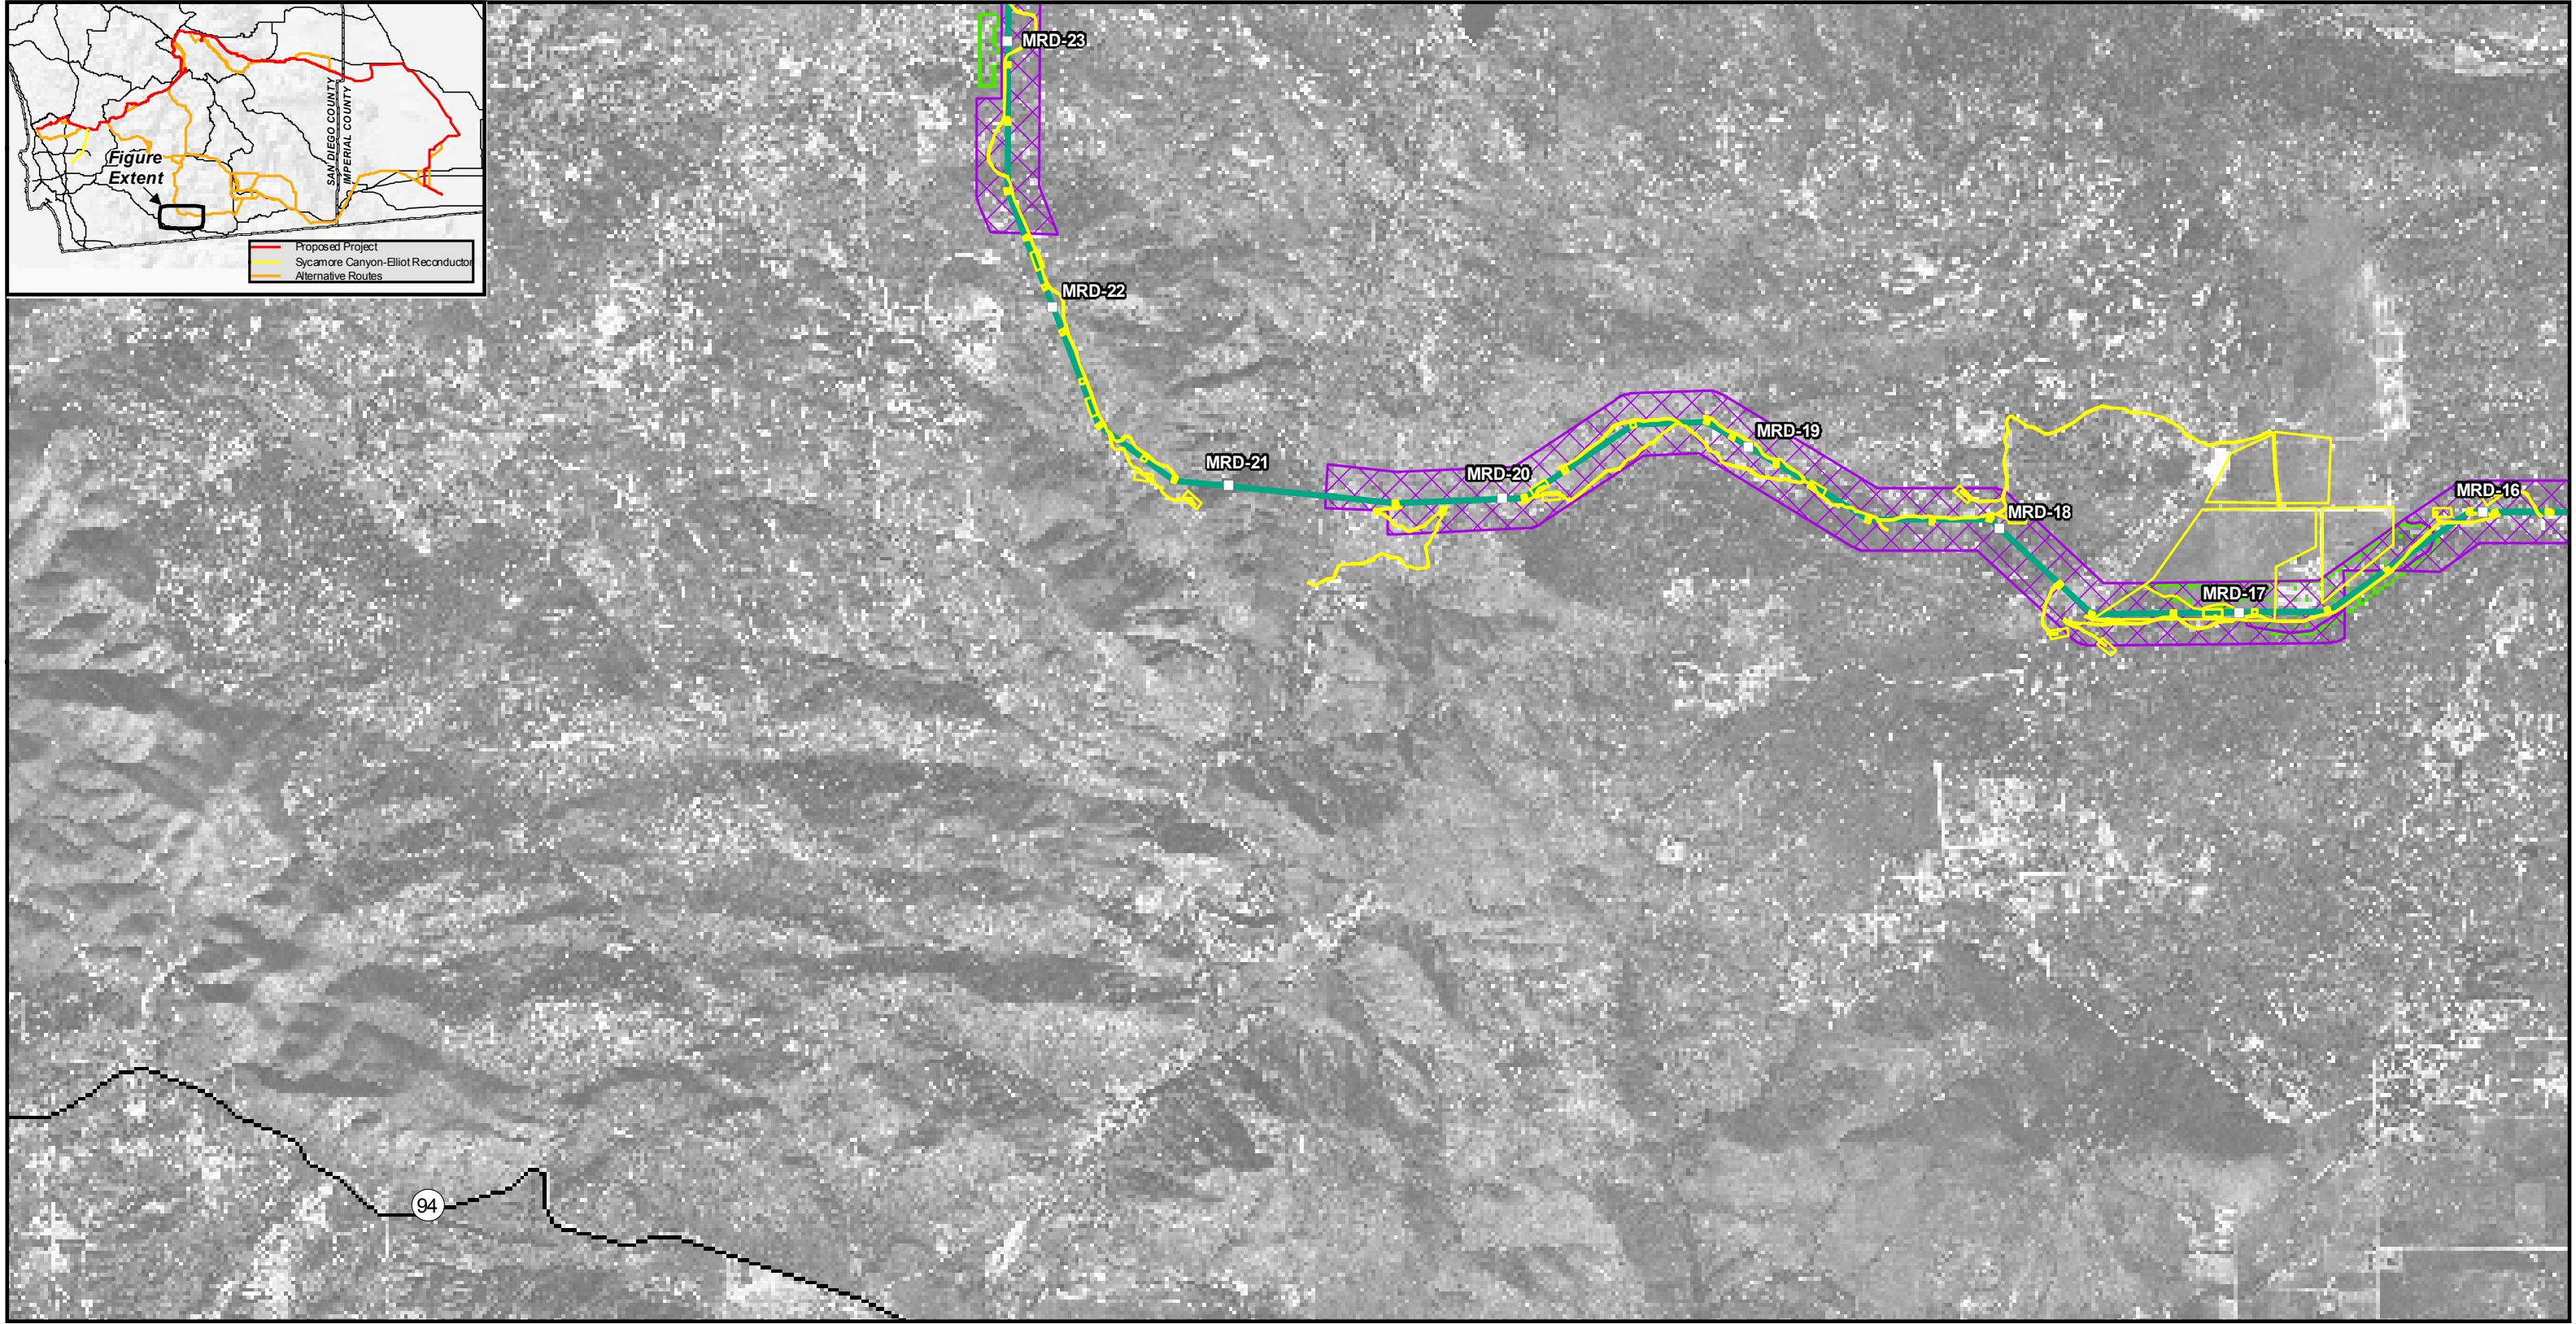 MRD-23
SAN DIEGO COUNTY
IMPERIAL COUNTY
Figure
Extent
Proposed Project
Sycamore Canyon-Elliot Reconductor
Alternative Routes
MRD-22
MRD-19
MRD-21
MRD-20
MRD-16
MRD-18
MRD-17
94